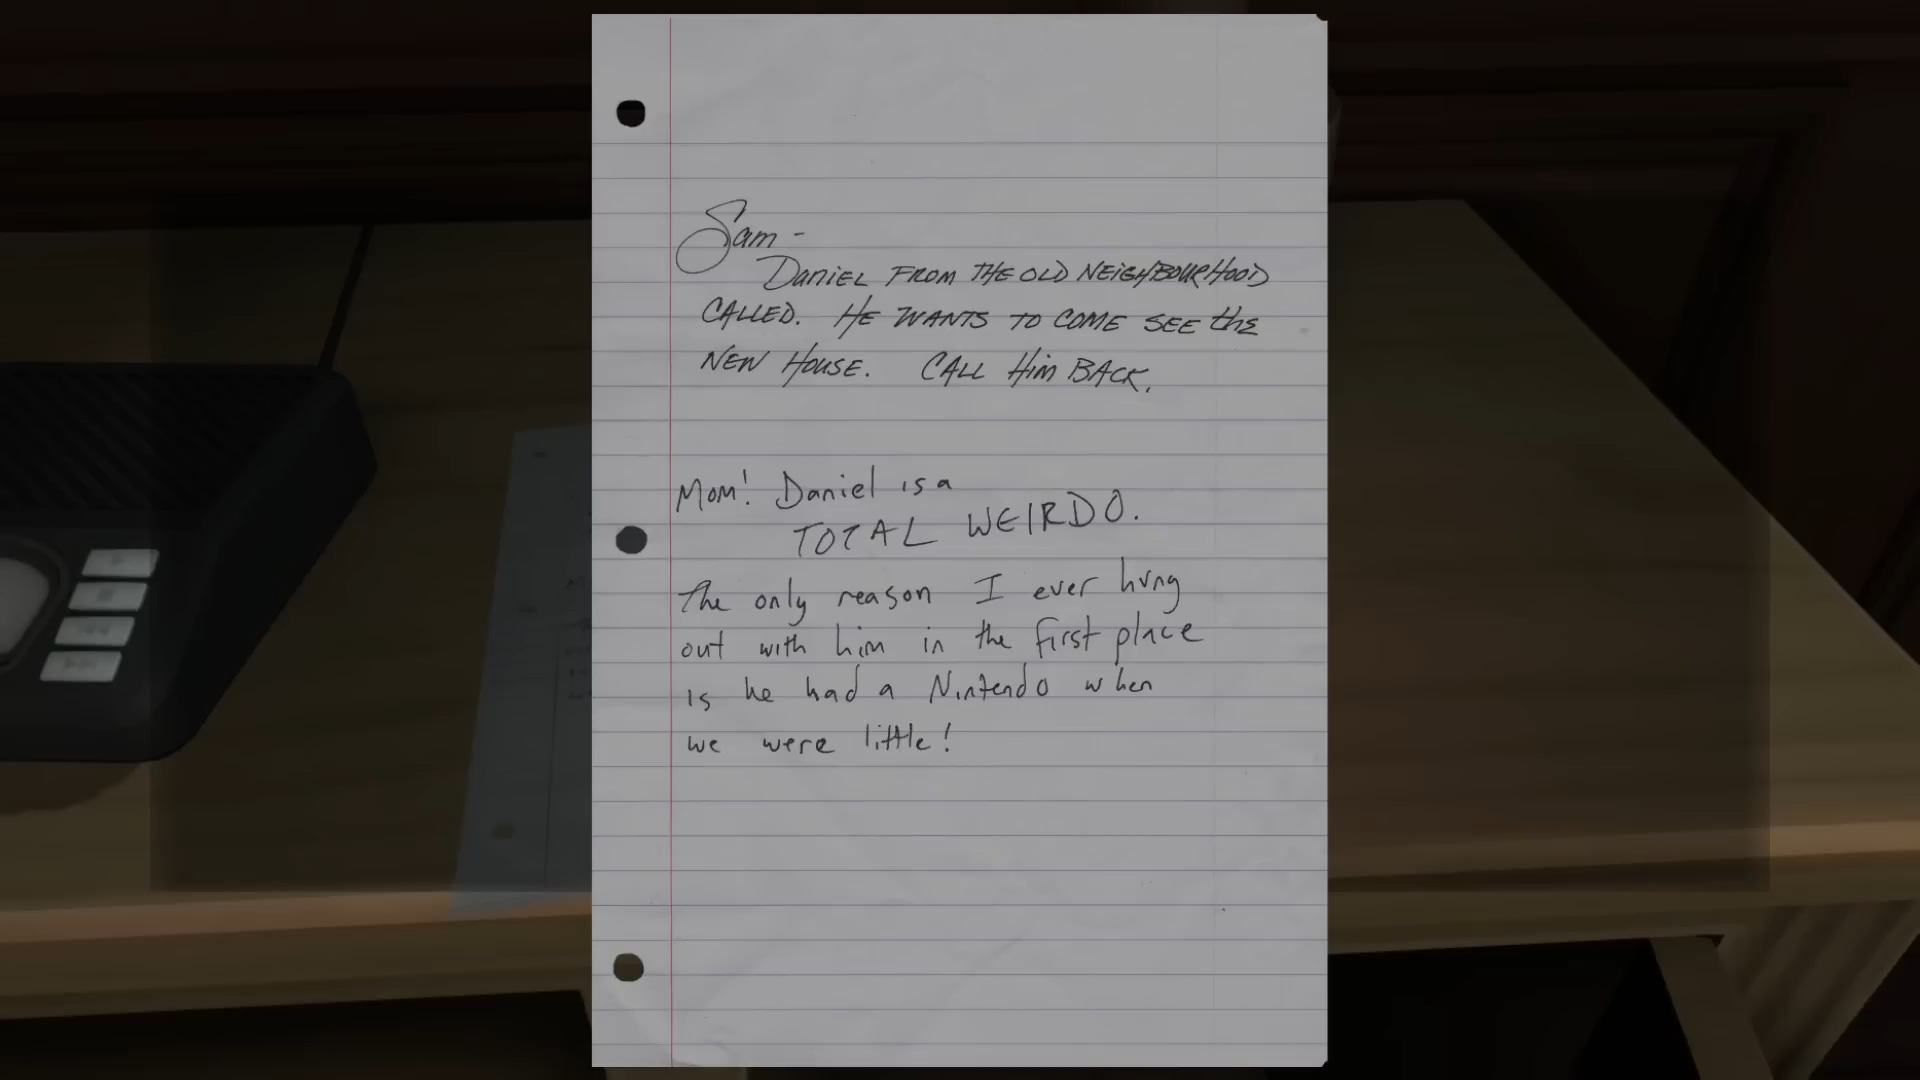 Sam -
Daniel from the old neighbourhood
called. He wants to come see the
new house. Call him back.
Mom! Daniel is a
TOTAL WEIRDO.
The only reason I ever hung
out with him in the first place
is he had a Nintendo when
we were little!